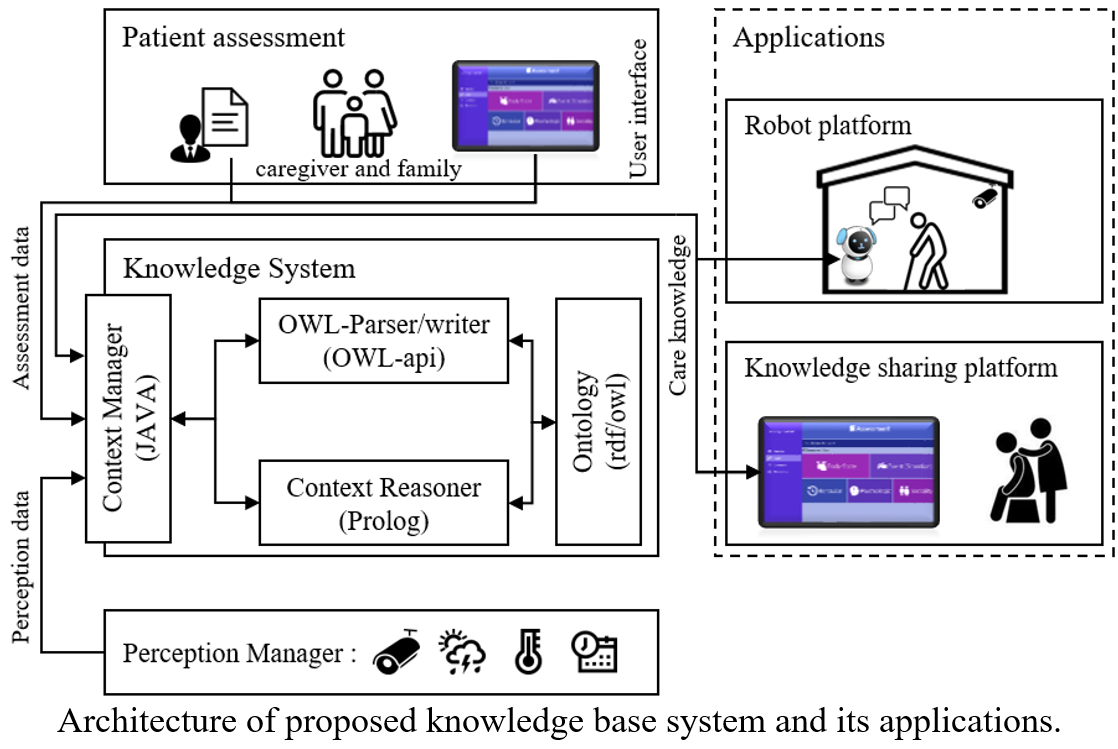 Patient assessment
caregiver and family
User interface
Applications
Robot platform
Assessment data
Knowledge System
Context Manager
(JAVA)
OWL-Parser/writer
(OWL-api)
Context Reasoner
(Prolog)
Ontology
(rdf/owl)
Care knowledge
Knowledge sharing platform
Assessment
Perception data
Perception Manager :
Architecture of proposed knowledge base system and its applications.